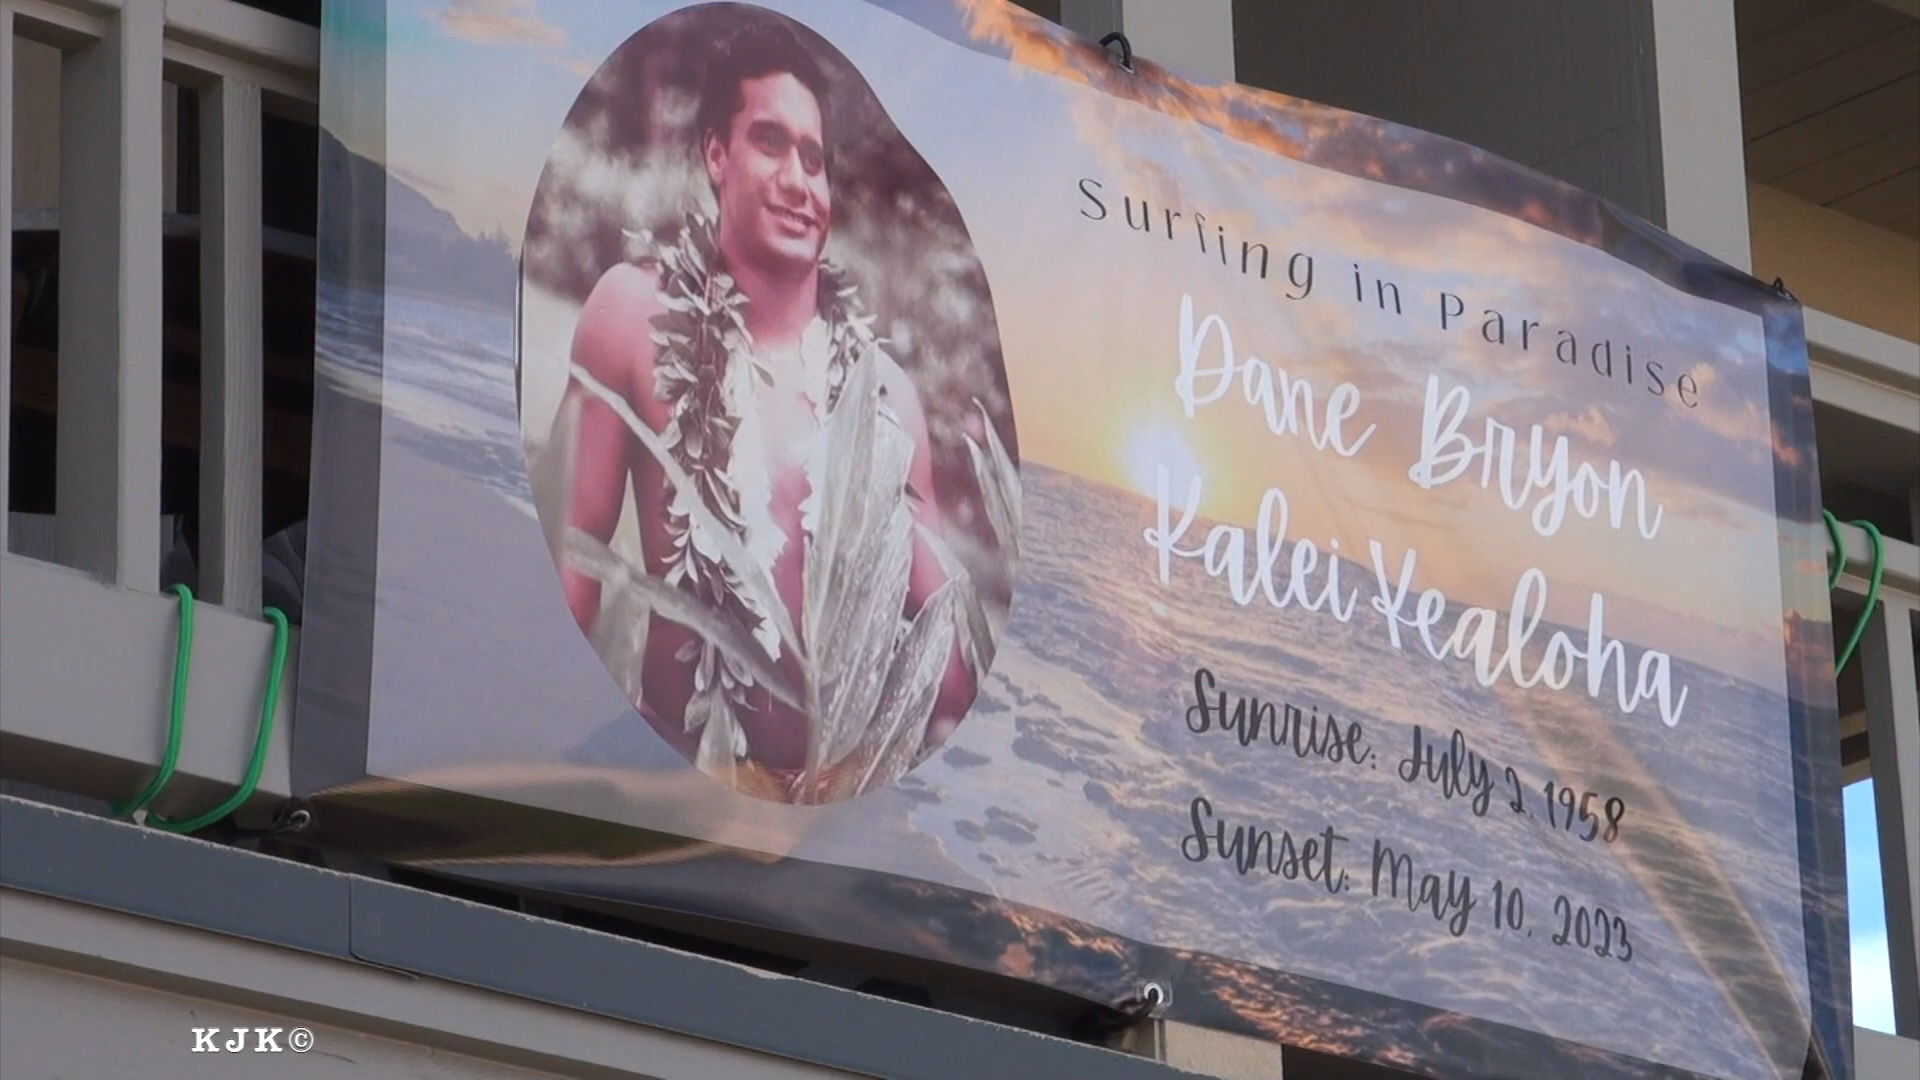 Surfing in Paradise
Dane Bryon
Kalei Kealoha
Sunrise: July 2, 1958
Sunset: May 10, 2023
KJK©